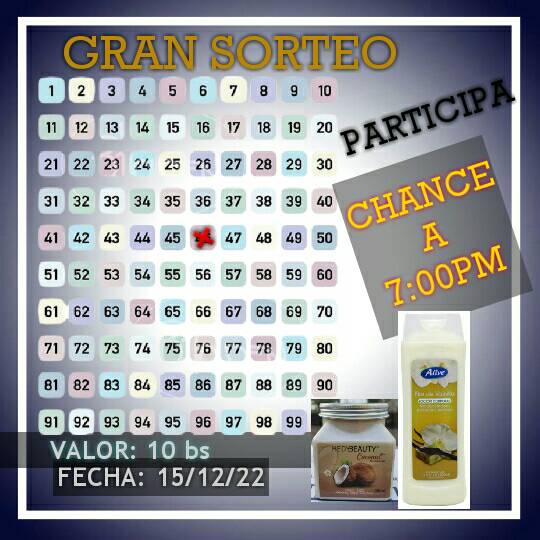 GRAN SORTEO
1 2 3 4 5 6 7 8 9 10
11 12 13 14 15 16 17 18 19 20
21 22 23 24 25 26 27 28 29 30
31 32 33 34 35 36 37 38 39 40
41 42 43 44 45 47 48 49 50
51 52 53 54 55 56 57 58 59 60
61 62 63 64 65 66 67 68 69 70
71 72 73 74 75 76 77 78 79 80
81 82 83 84 85 86 87 88 89 90
91 92 93 94 95 96 97 98 99
PARTICIPA
CHANCE
A
7:00PM
VALOR: 10 bs
FECHA: 15/12/22
Coconut
Alive